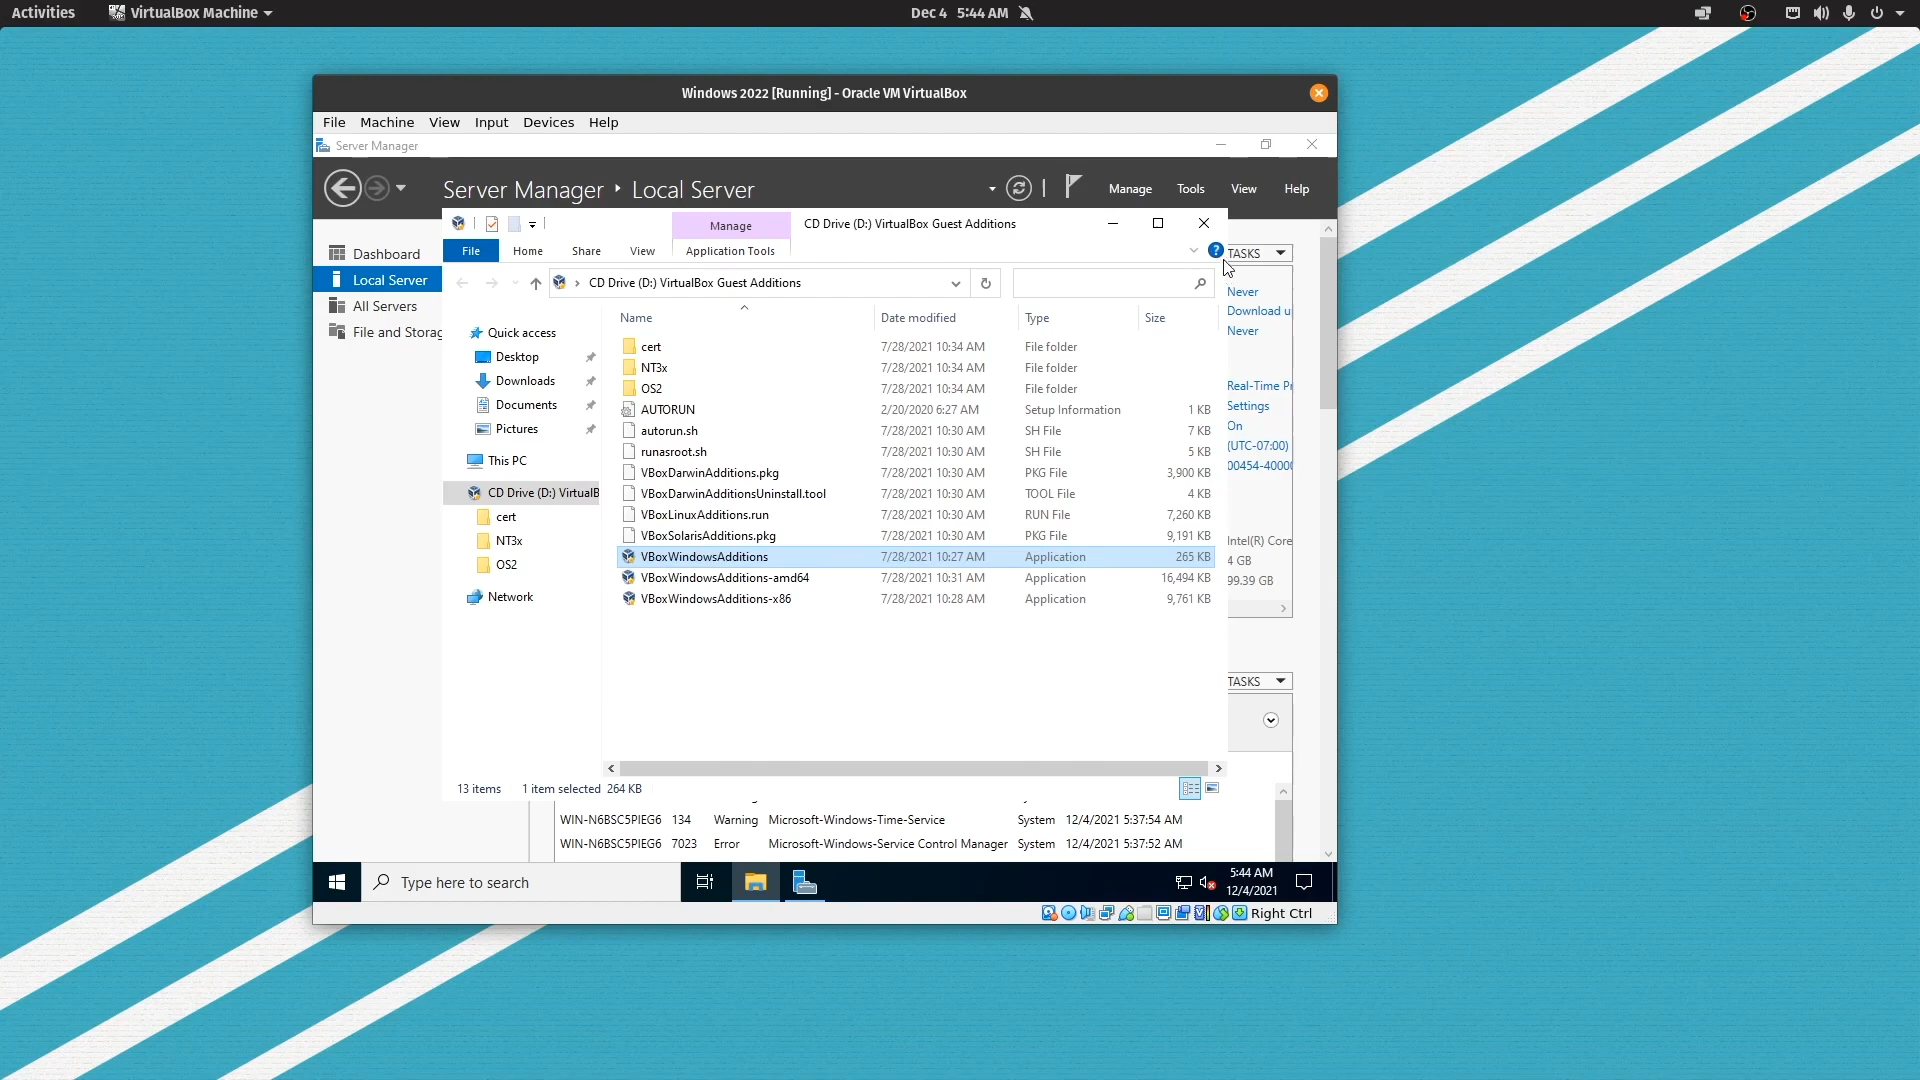 Activities VirtualBox Machine Dec 4 5:44 AM
Windows 2022 [Running] - Oracle VM VirtualBox
File Machine View Input Devices Help
Server Manager
Server Manager Local Server Manage Tools View Help
Manage CD Drive (D:) VirtualBox Guest Additions
File Home Share View Application Tools ? TASKS
Dashboard
Local Server
All Servers
File and Storag
CD Drive (D:) VirtualBox Guest Additions
Never
Download u
Never
Real-Time Pr
Settings
On
(UTC-07:00)
00454-4000
Intel(R) Core
4 GB
99.39 GB
Name Date modified Type Size
Quick access
Desktop
Downloads
Documents
Pictures
This PC
CD Drive (D:) VirtualB
cert
NT3x
OS2
Network
cert 7/28/2021 10:34 AM File folder
NT3x 7/28/2021 10:34 AM File folder
OS2 7/28/2021 10:34 AM File folder
AUTORUN 2/20/2020 6:27 AM Setup Information 1 KB
autorun.sh 7/28/2021 10:30 AM SH File 7 KB
runasroot.sh 7/28/2021 10:30 AM SH File 5 KB
VBoxDarwinAdditions.pkg 7/28/2021 10:30 AM PKG File 3,900 KB
VBoxDarwinAdditionsUninstall.tool 7/28/2021 10:30 AM TOOL File 4 KB
VBoxLinuxAdditions.run 7/28/2021 10:30 AM RUN File 7,260 KB
VBoxSolarisAdditions.pkg 7/28/2021 10:30 AM PKG File 9,191 KB
VBoxWindowsAdditions 7/28/2021 10:27 AM Application 265 KB
VBoxWindowsAdditions-amd64 7/28/2021 10:31 AM Application 16,494 KB
VBoxWindowsAdditions-x86 7/28/2021 10:28 AM Application 9,761 KB
TASKS
13 items 1 item selected 264 KB
WIN-N6BSC5PIEG6 134 Warning Microsoft-Windows-Time-Service System 12/4/2021 5:37:54 AM
WIN-N6BSC5PIEG6 7023 Error Microsoft-Windows-Service Control Manager System 12/4/2021 5:37:52 AM
Type here to search
5:44 AM
12/4/2021
Right Ctrl